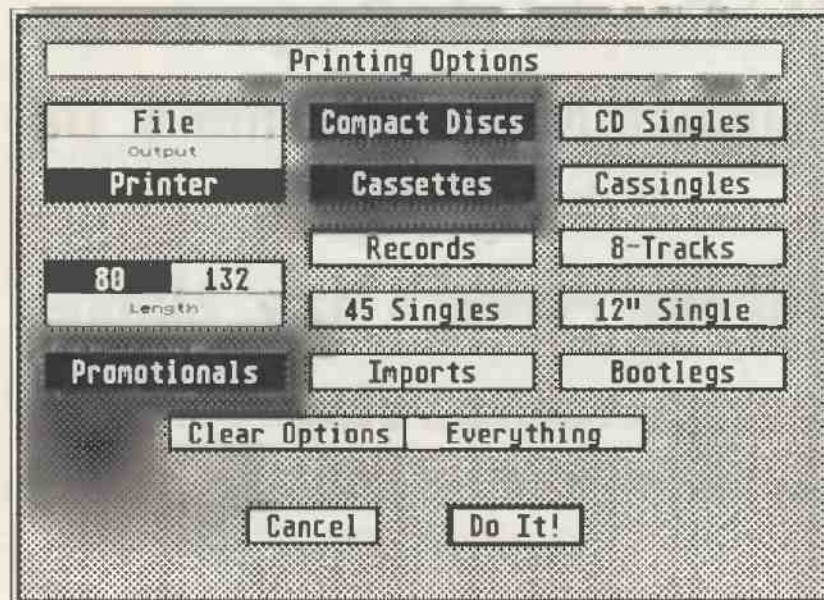 Printing Options
File
Output
Printer
Compact Discs
CD Singles
Cassettes
Cassingles
Records
8-Tracks
80 132
Length
45 Singles
12" Single
Promotionals
Imports
Bootlegs
Clear Options
Everything
Cancel
Do It!